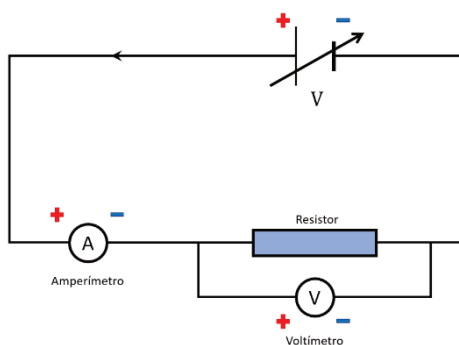 + −
V
+ −
A
Amperímetro
Resistor
V
+ −
Voltímetro